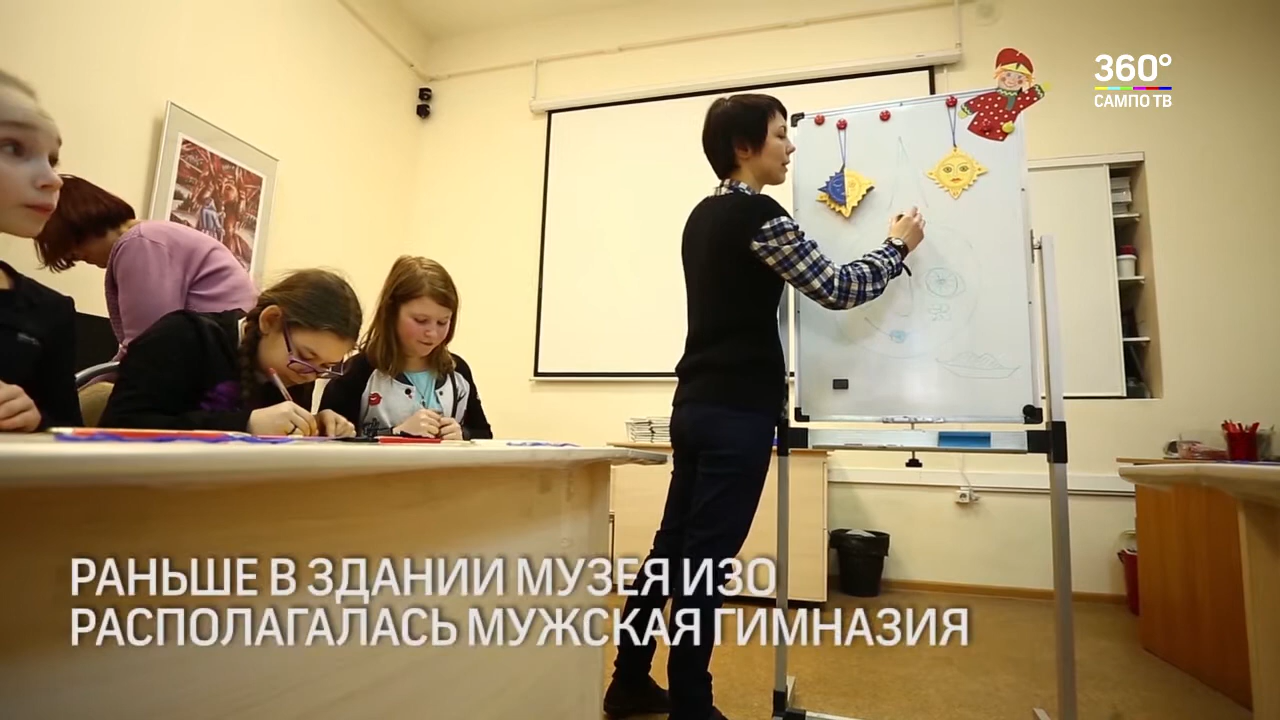 360°
САМПО ТВ
РАНЬШЕ В ЗДАНИИ МУЗЕЯ ИЗО
РАСПОЛАГАЛАСЬ МУЖСКАЯ ГИМНАЗИЯ